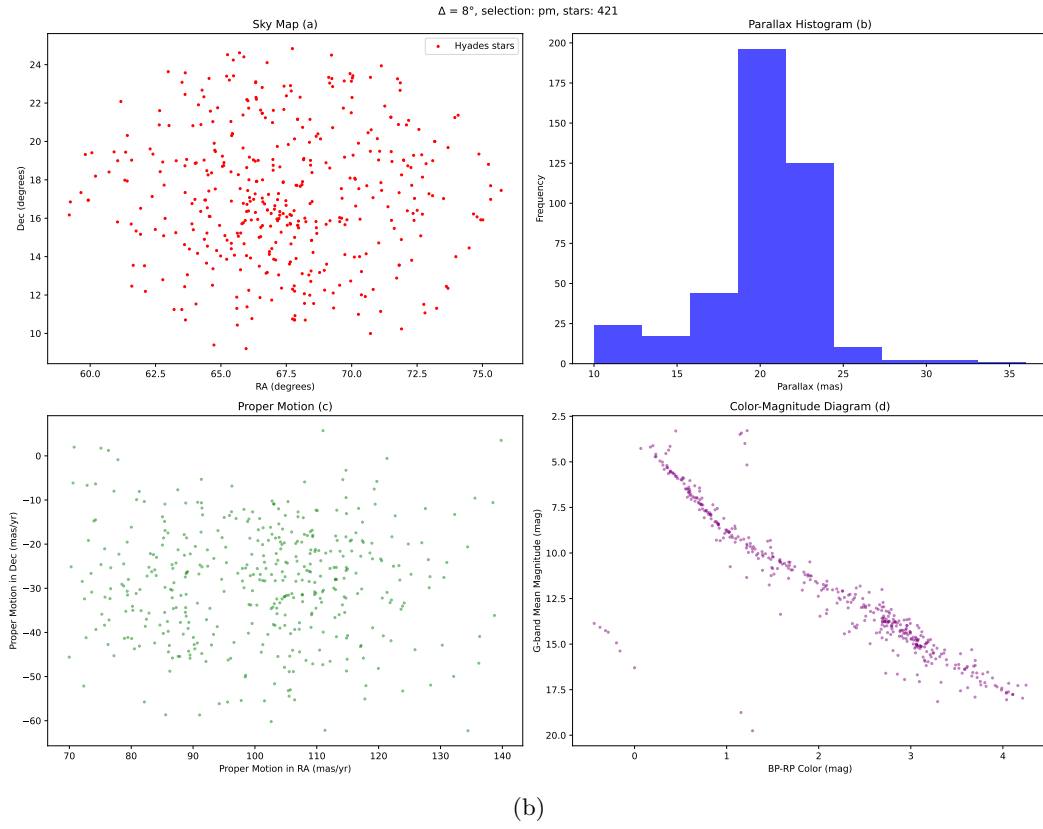 Δ = 8°, selection: pm, stars: 421
Sky Map (a)
Hyades stars
24
22
20
18
16
14
12
10
Dec (degrees)
60.0 62.5 65.0 67.5 70.0 72.5 75.0
RA (degrees)
Parallax Histogram (b)
200
175
150
125
100
75
50
25
0
Frequency
10 15 20 25 30 35
Parallax (mas)
Proper Motion (c)
0
−10
−20
−30
−40
−50
−60
Proper Motion in Dec (mas/yr)
70 80 90 100 110 120 130 140
Proper Motion in RA (mas/yr)
Color-Magnitude Diagram (d)
2.5
5.0
7.5
10.0
12.5
15.0
17.5
20.0
G-band Mean Magnitude (mag)
0 1 2 3 4
BP-RP Color (mag)
(b)